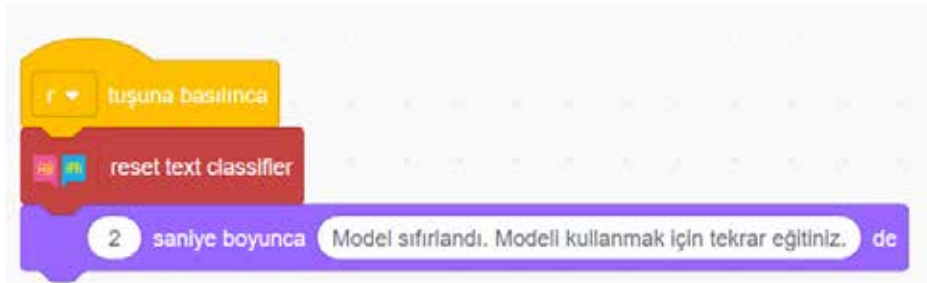 r tuşuna basılınca
reset text classifier
2 saniye boyunca Model sıfırlandı. Modeli kullanmak için tekrar eğitiniz. de